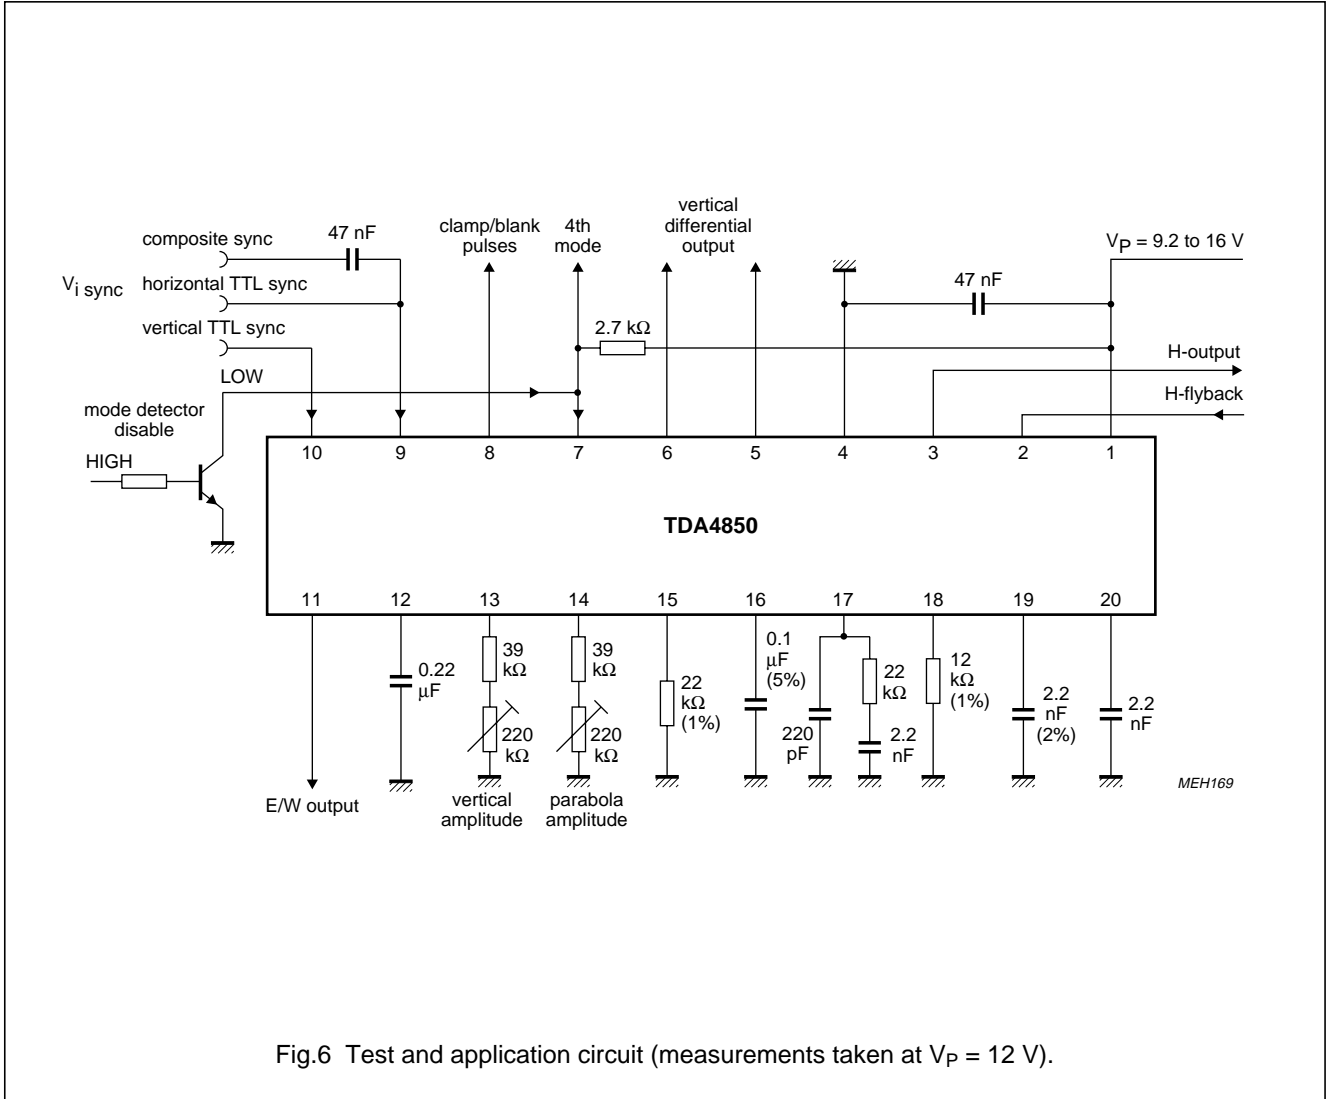 vertical
differential
output
clamp/blank
pulses
4th
mode
composite sync
47 nF
V_P = 9.2 to 16 V
V_i sync
horizontal TTL sync
47 nF
vertical TTL sync
2.7 kΩ
H-output
LOW
H-flyback
mode detector
disable
HIGH
10 9 8 7 6 5 4 3 2 1
TDA4850
11 12 13 14 15 16 17 18 19 20
0.22
µF
39
kΩ
220
kΩ
39
kΩ
220
kΩ
22
kΩ
(1%)
0.1
µF
(5%)
220
pF
22
kΩ
2.2
nF
12
kΩ
(1%)
2.2
nF
(2%)
2.2
nF
E/W output
vertical
amplitude
parabola
amplitude
MEH169
Fig.6 Test and application circuit (measurements taken at V_P = 12 V).